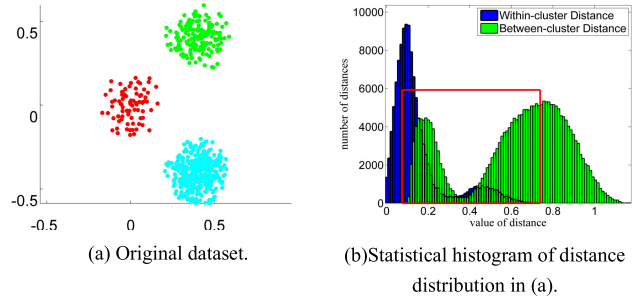 0.5
0
0.5
-0.5
0
0.5
(a) Original dataset.
Within-cluster Distance
Between-cluster Distance
10000
8000
6000
4000
2000
0
number of distances
0
0.2
0.4
0.6
0.8
1
value of distance
(b)Statistical histogram of distance
distribution in (a).